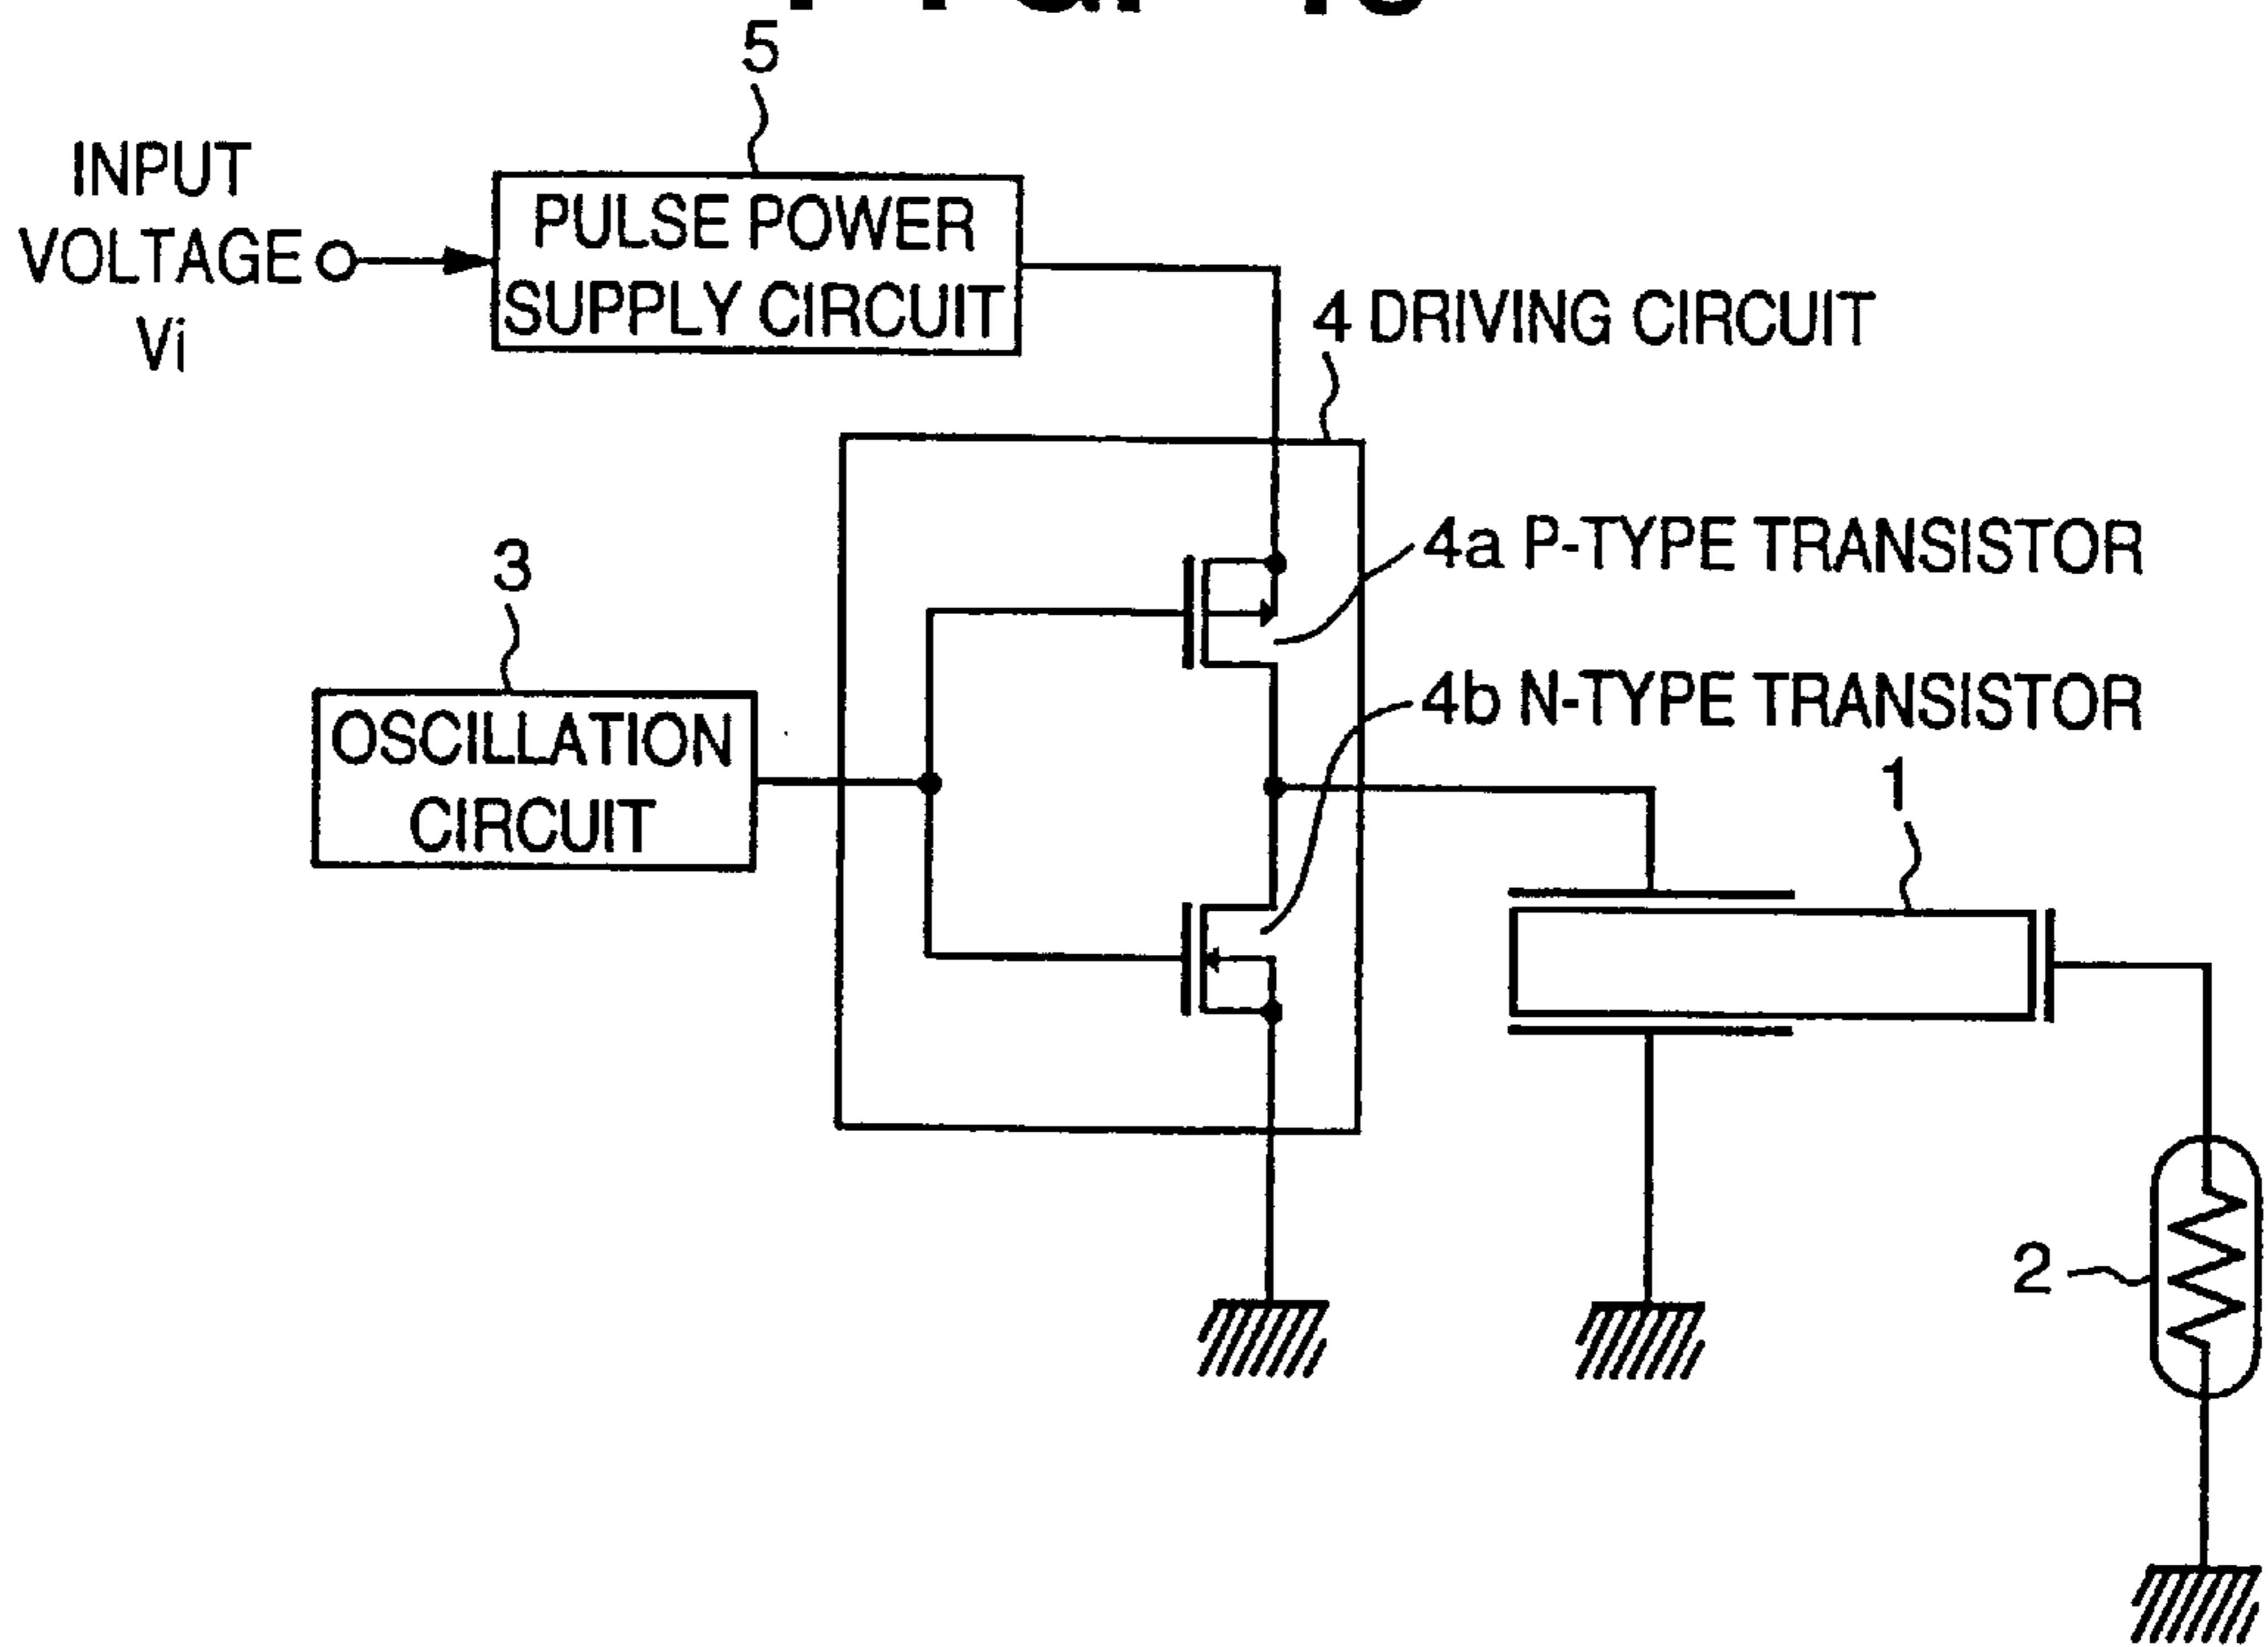 5
INPUT
VOLTAGE
Vi
PULSE POWER
SUPPLY CIRCUIT
4 DRIVING CIRCUIT
4a P-TYPE TRANSISTOR
3
4b N-TYPE TRANSISTOR
OSCILLATION
CIRCUIT
1
2